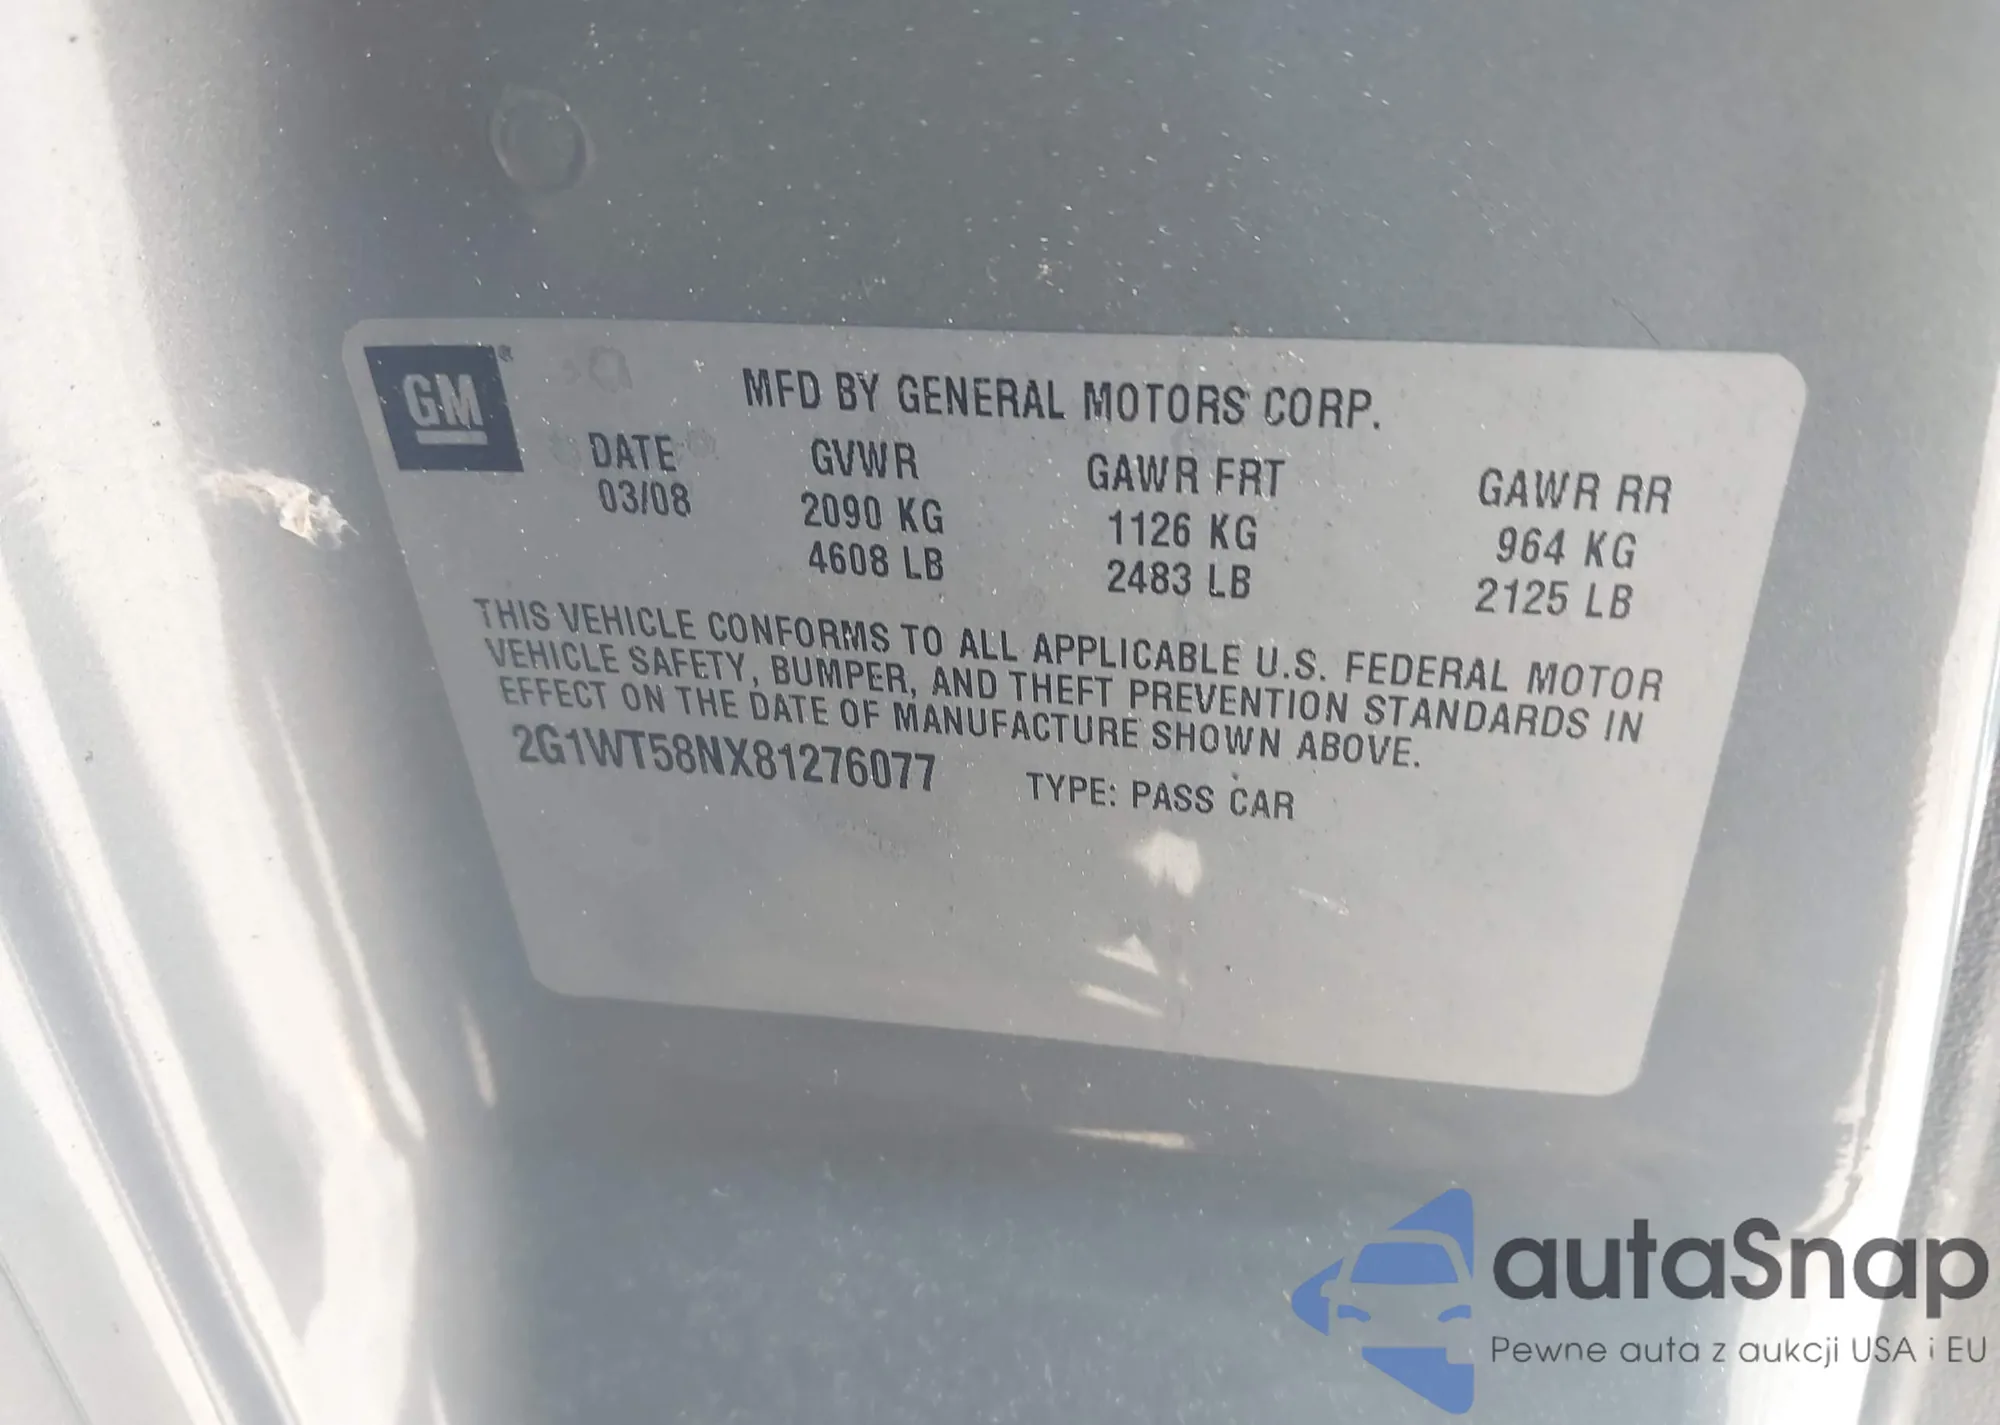 GM
MFD BY GENERAL MOTORS CORP.
DATE GVWR GAWR FRT GAWR RR
03/08 2090 KG 1126 KG 964 KG
4608 LB 2483 LB 2125 LB
THIS VEHICLE CONFORMS TO ALL APPLICABLE U.S. FEDERAL MOTOR
VEHICLE SAFETY, BUMPER, AND THEFT PREVENTION STANDARDS IN
EFFECT ON THE DATE OF MANUFACTURE SHOWN ABOVE.
2G1WT58NX81276077 TYPE: PASS CAR
autaSnap
Pewne auta z aukcji USA i EU